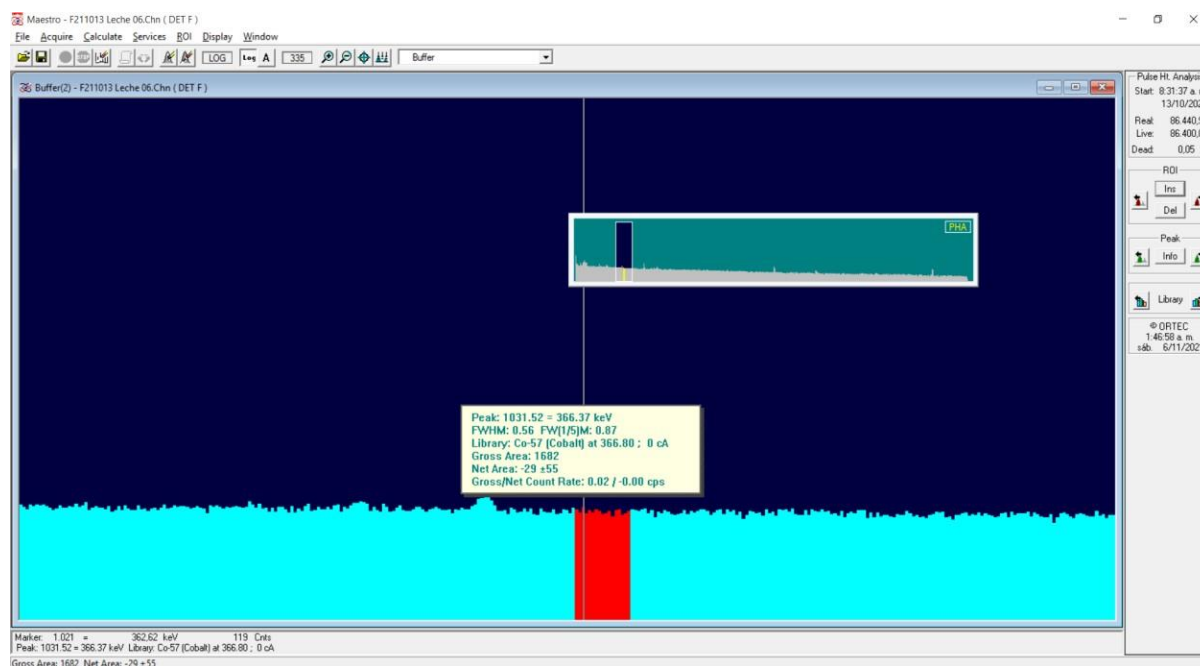 Maestro - F211013 Leche 06.Chn ( DET F )
File Acquire Calculate Services ROI Display Window
LOG Log A 335 Buffer
Buffer(2) - F211013 Leche 06.Chn ( DET F )
PHA
Peak: 1031.52 = 366.37 keV
FWHM: 0.56 FW(1/5)M: 0.87
Library: Co-57 (Cobalt) at 366.80 ; 0 cA
Gross Area: 1682
Net Area: -29 ±55
Gross/Net Count Rate: 0.02 / -0.00 cps
Pulse Ht. Analysis
Start: 8:31:37 a.
13/10/202
Real: 86.440,
Live: 86.400,
Dead: 0,05
ROI
Ins
Del
Peak
Info
Library
© ORTEC
1:46:58 a. m.
sáb. 6/11/202
Marker: 1.021 = 362,62 keV 119 Cnts
Peak: 1031.52 = 366.37 keV Library: Co-57 (Cobalt) at 366.80 ; 0 cA
Gross Area: 1682 Net Area: -29 ±55